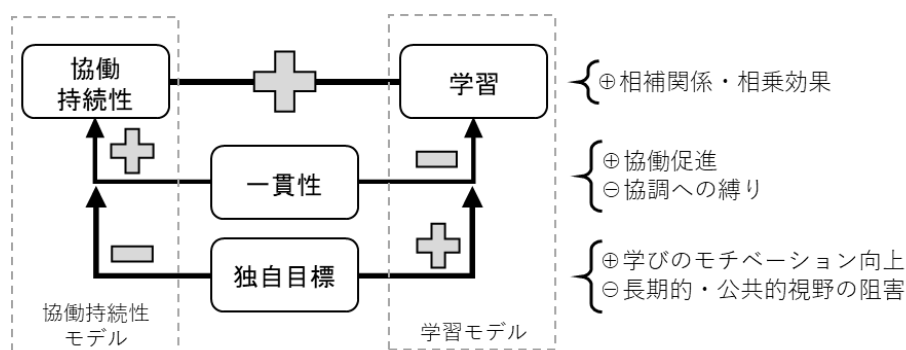 協働
持続性
学習
⊕相補関係・相乗効果
一貫性
⊕協働促進
⊖協調への縛り
独自目標
⊕学びのモチベーション向上
⊖長期的・公共的視野の阻害
協働持続性
モデル
学習モデル